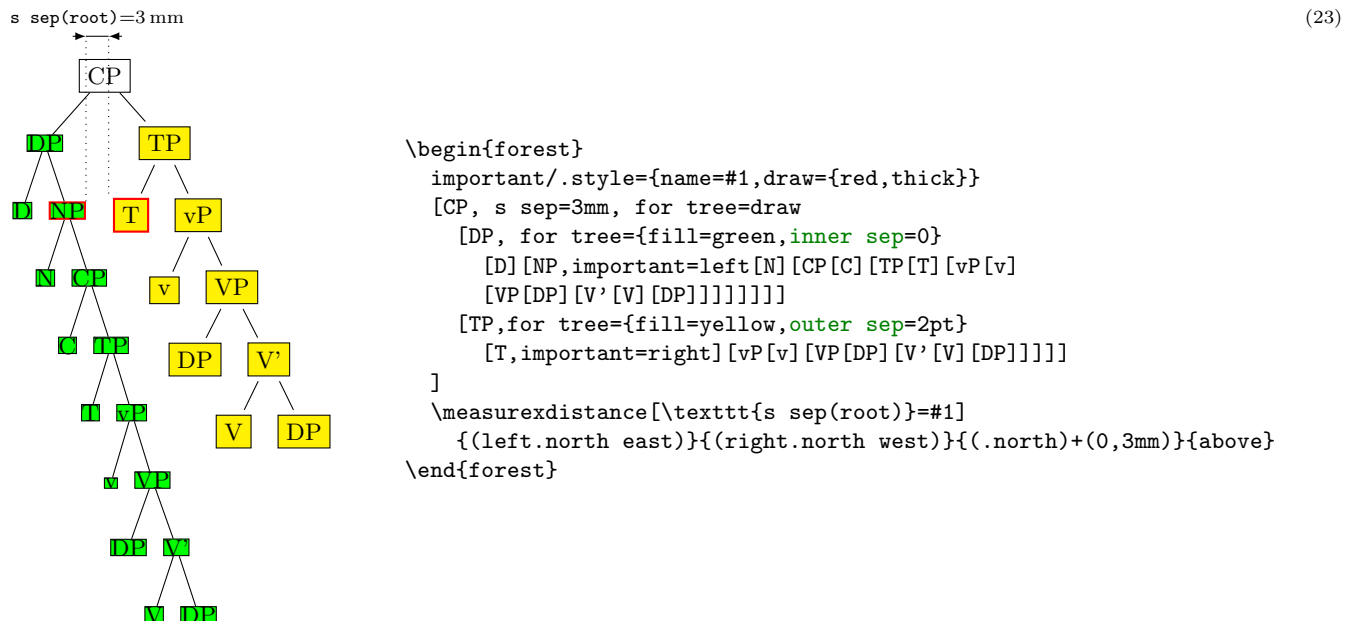 s sep(root)=3 mm
(23)
CP
DP TP
D NP T vP
N CP v VP
C TP DP V'
T vP V DP
v VP
DP V'
V DP
\begin{forest}
important/.style={name=#1,draw={red,thick}}
[CP, s sep=3mm, for tree=draw
[DP, for tree={fill=green,inner sep=0}
[D][NP,important=left[N][CP[C][TP[T][vP[v]
[VP[DP][V'[V][DP]]]]]]]]
[TP,for tree={fill=yellow,outer sep=2pt}
[T,important=right][vP[v][VP[DP][V'[V][DP]]]]]
]
\measurexdistance[\texttt{s sep(root)}=#1]
{(left.north east)}{(right.north west)}{(.north)+(0,3mm)}{above}
\end{forest}